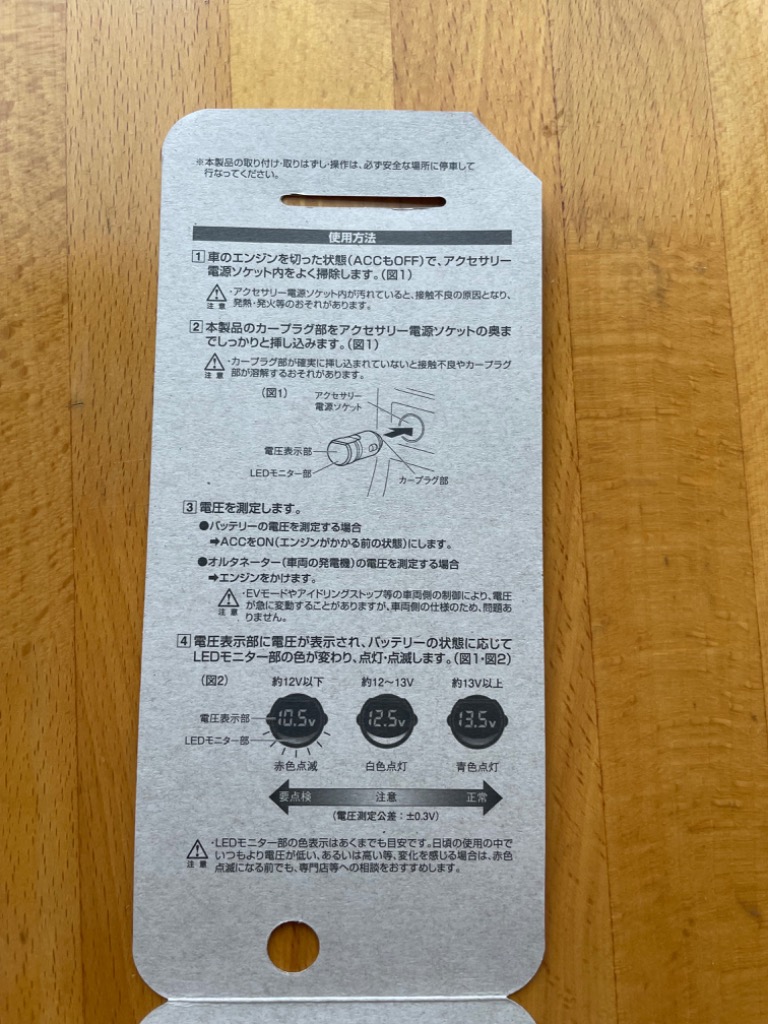 ※本製品の取り付け・取りはずし・操作は、必ず安全な場所に停車して
行なってください。
使用方法
1 車のエンジンを切った状態(ACCもOFF)で、アクセサリー
電源ソケット内をよく掃除します。(図1)
注意 ・アクセサリー電源ソケット内が汚れていると、接触不良の原因となり、
発熱・発火等のおそれがあります。
2 本製品のカープラグ部をアクセサリー電源ソケットの奥ま
でしっかりと挿し込みます。(図1)
注意 ・カープラグ部が確実に挿し込まれていないと接触不良やカープラグ
部が溶解するおそれがあります。
(図1)
アクセサリー
電源ソケット
電圧表示部
LEDモニター部
カープラグ部
3 電圧を測定します。
●バッテリーの電圧を測定する場合
➡ACCをON(エンジンがかかる前の状態)にします。
●オルタネーター(車両の発電機)の電圧を測定する場合
➡エンジンをかけます。
注意 ・EVモードやアイドリングストップ等の車両側の制御により、電圧
が急に変動することがありますが、車両側の仕様のため、問題あ
りません。
4 電圧表示部に電圧が表示され、バッテリーの状態に応じて
LEDモニター部の色が変わり、点灯・点滅します。(図1・図2)
(図2) 約12V以下 約12〜13V 約13V以上
電圧表示部 10.5v 12.5v 13.5v
LEDモニター部
赤色点滅 白色点灯 青色点灯
要点検 注意 正常
(電圧測定公差：±0.3V)
注意 ・LEDモニター部の色表示はあくまでも目安です。日頃の使用の中で
いつもより電圧が低い、あるいは高い等、変化を感じる場合は、赤色
点滅になる前でも、専門店等への相談をおすすめします。